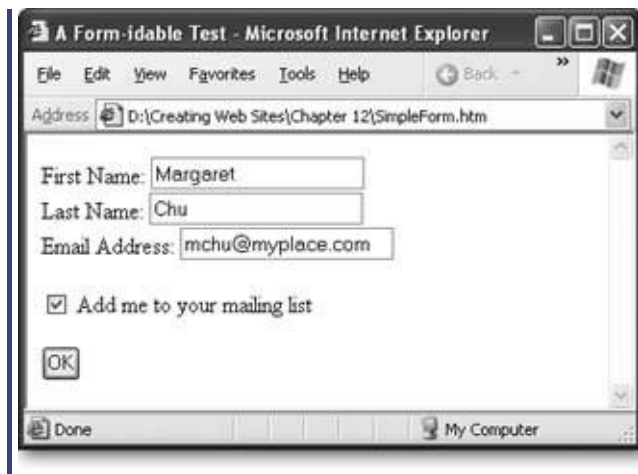 A Form-idable Test - Microsoft Internet Explorer
File Edit View Favorites Tools Help Back »
Address D:\Creating Web Sites\Chapter 12\SimpleForm.htm
First Name: Margaret
Last Name: Chu
Email Address: mchu@myplace.com
Add me to your mailing list
OK
Done My Computer